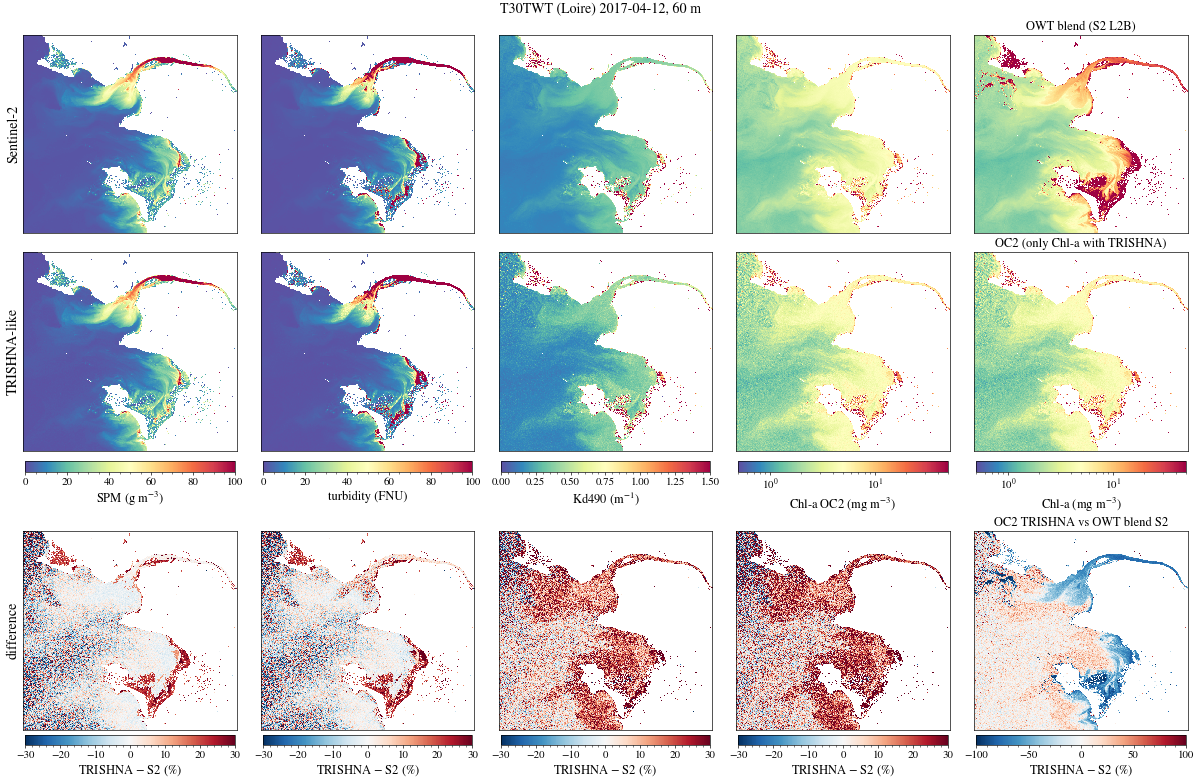 T30TWT (Loire) 2017-04-12, 60 m
OWT blend (S2 L2B)
Sentinel-2
OC2 (only Chl-a with TRISHNA)
TRISHNA-like
0 20 40 60 80 100
SPM (g m⁻³)
0 20 40 60 80 100
turbidity (FNU)
0.00 0.25 0.50 0.75 1.00 1.25 1.50
Kd490 (m⁻¹)
10⁰ 10¹
Chl-a OC2 (mg m⁻³)
10⁰ 10¹
Chl-a (mg m⁻³)
OC2 TRISHNA vs OWT blend S2
difference
−30 −20 −10 0 10 20 30
TRISHNA − S2 (%)
−30 −20 −10 0 10 20 30
TRISHNA − S2 (%)
−30 −20 −10 0 10 20 30
TRISHNA − S2 (%)
−30 −20 −10 0 10 20 30
TRISHNA − S2 (%)
−100 −50 0 50 100
TRISHNA − S2 (%)